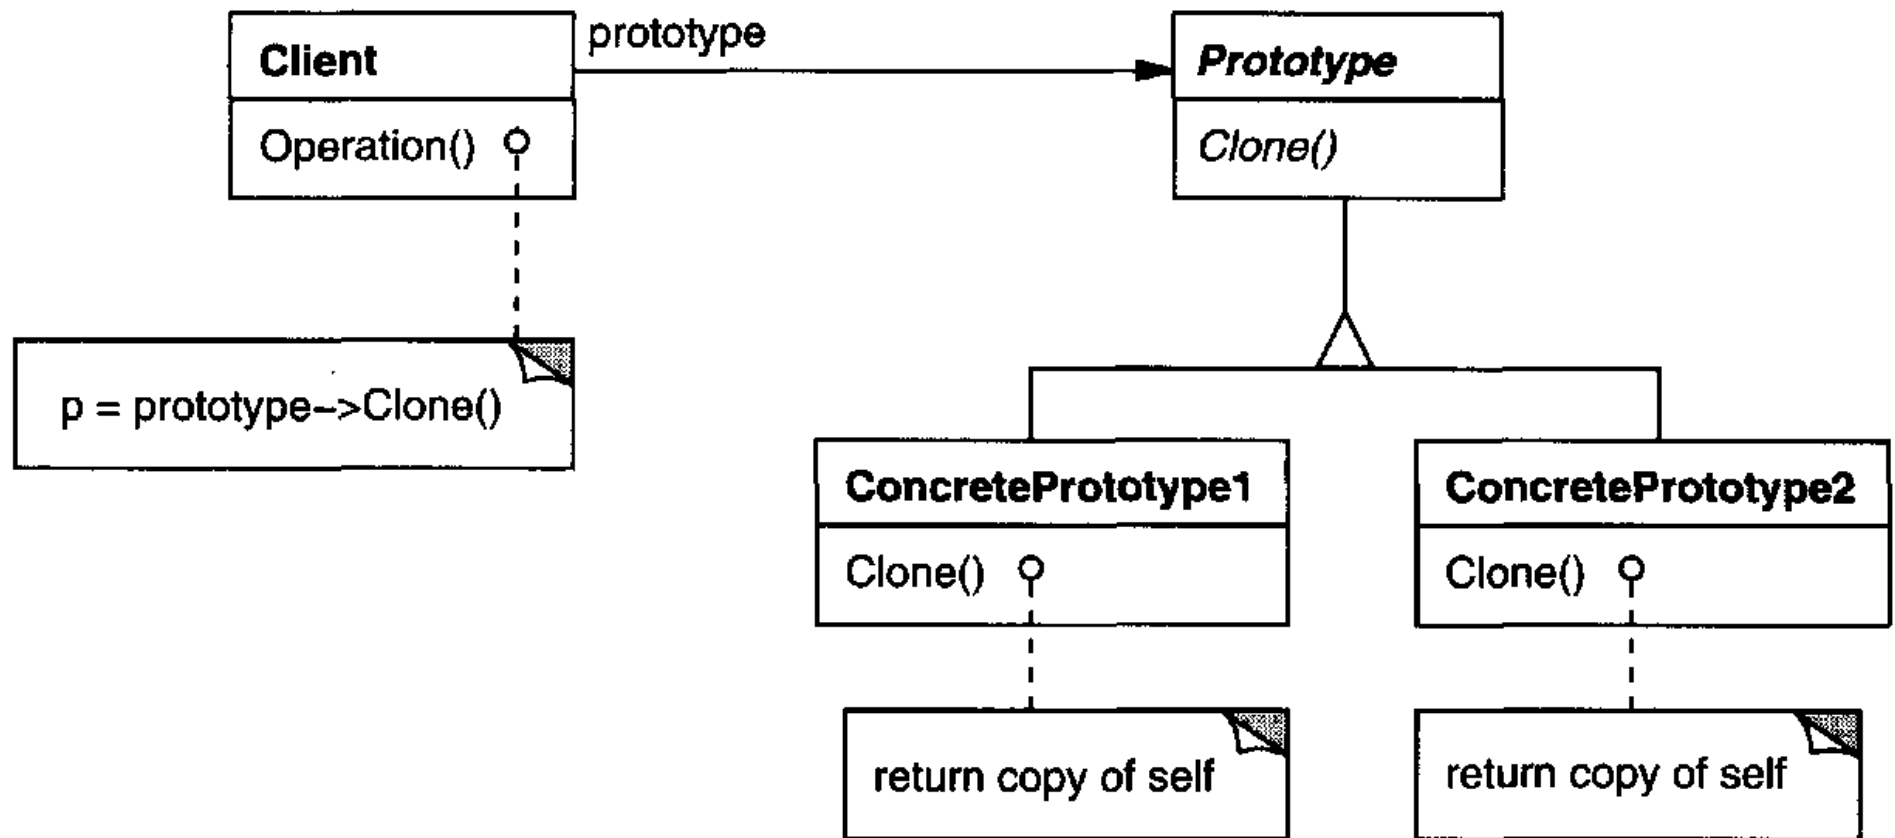 Client
prototype
Prototype
Operation()
Clone()
p = prototype->Clone()
ConcretePrototype1
ConcretePrototype2
Clone()
Clone()
return copy of self
return copy of self